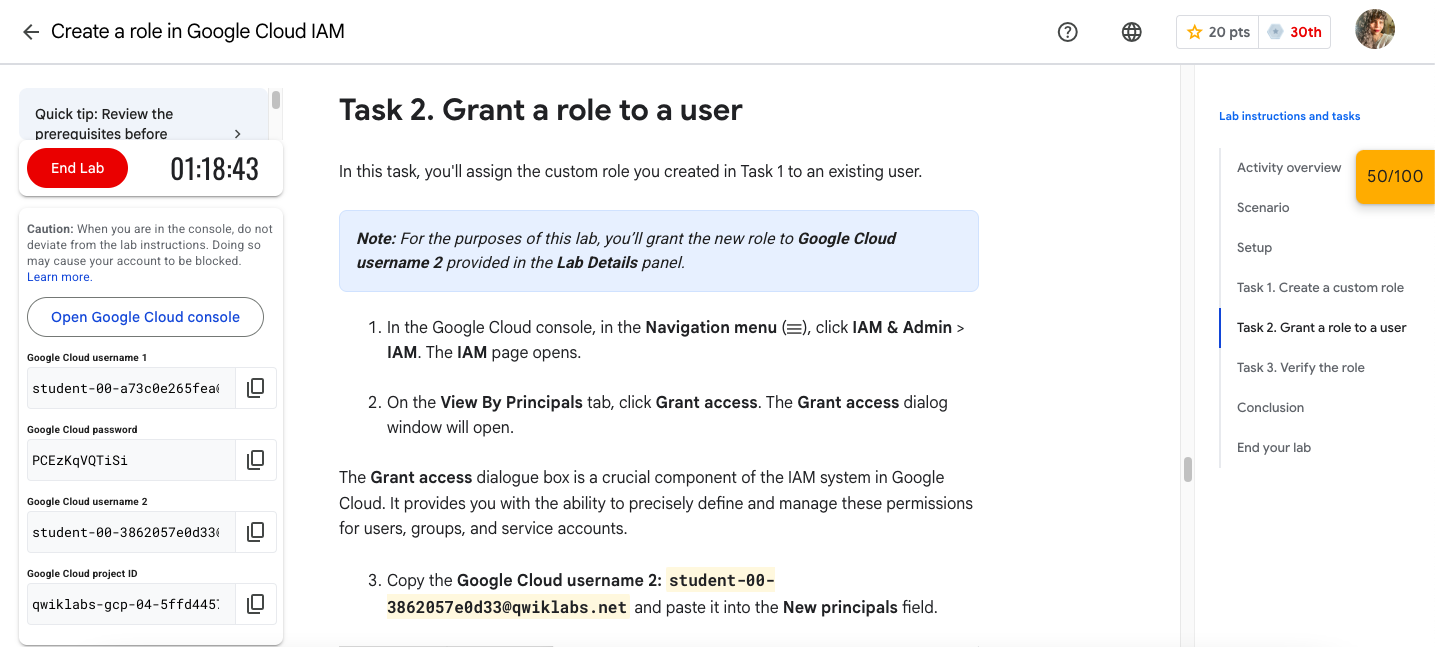 Create a role in Google Cloud IAM
20 pts
30th
Quick tip: Review the
prerequisites before
End Lab
01:18:43
Caution: When you are in the console, do not
deviate from the lab instructions. Doing so
may cause your account to be blocked.
Learn more.
Open Google Cloud console
Google Cloud username 1
student-00-a73c0e265fea
Google Cloud password
PCEzKqVQTiSi
Google Cloud username 2
student-00-3862057e0d33
Google Cloud project ID
qwiklabs-gcp-04-5ffd445
Task 2. Grant a role to a user
In this task, you'll assign the custom role you created in Task 1 to an existing user.
Note: For the purposes of this lab, you’ll grant the new role to Google Cloud
username 2 provided in the Lab Details panel.
1. In the Google Cloud console, in the Navigation menu (), click IAM & Admin >
IAM. The IAM page opens.
2. On the View By Principals tab, click Grant access. The Grant access dialog
window will open.
The Grant access dialogue box is a crucial component of the IAM system in Google
Cloud. It provides you with the ability to precisely define and manage these permissions
for users, groups, and service accounts.
3. Copy the Google Cloud username 2: student-00-
3862057e0d33@qwiklabs.net and paste it into the New principals field.
Lab instructions and tasks
Activity overview
50/100
Scenario
Setup
Task 1. Create a custom role
Task 2. Grant a role to a user
Task 3. Verify the role
Conclusion
End your lab